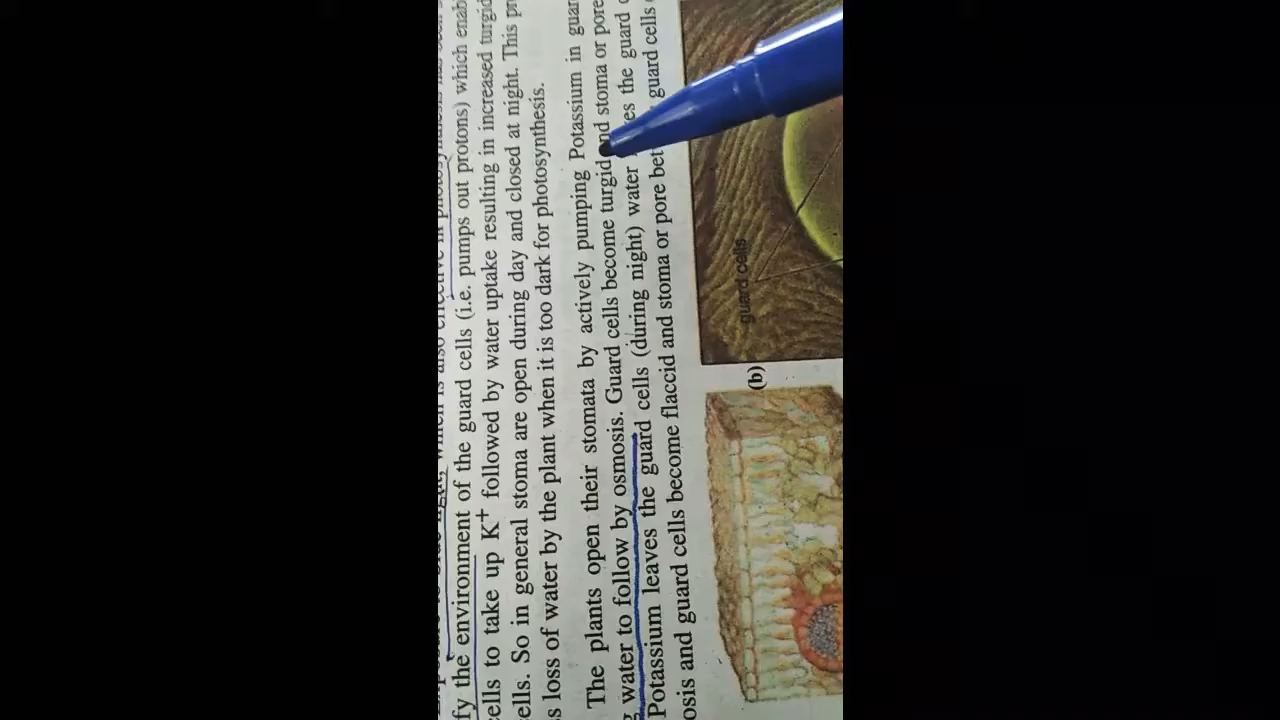 fy the environment of the guard cells (i.e. pumps out protons) which enab
cells to take up K⁺ followed by water uptake resulting in increased turgid
cells. So in general stoma are open during day and closed at night. This pr
s loss of water by the plant when it is too dark for photosynthesis.
The plants open their stomata by actively pumping Potassium in guar
g water to follow by osmosis. Guard cells become turgid and stoma or pore
Potassium leaves the guard cells (during night) water es the guard c
osis and guard cells become flaccid and stoma or pore bet guard cells
guard cells
(b)